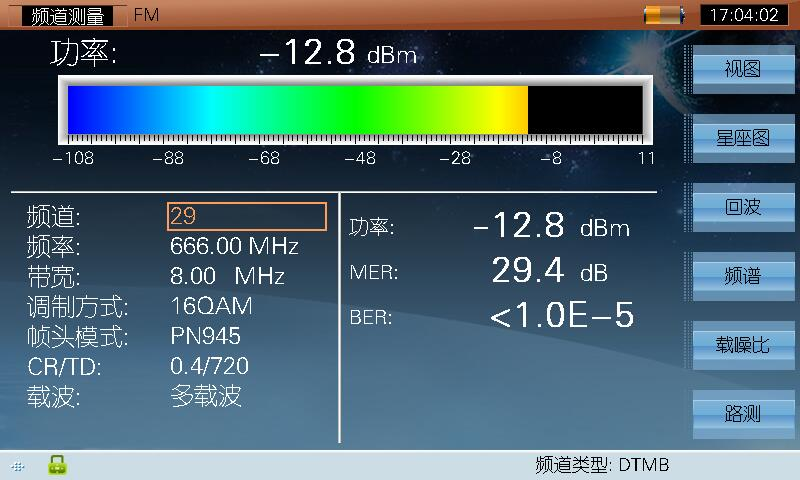 频道测量 FM 17:04:02
功率: -12.8 dBm
-108 -88 -68 -48 -28 -8 11
频道: 29
频率: 666.00 MHz
带宽: 8.00 MHz
调制方式: 16QAM
帧头模式: PN945
CR/TD: 0.4/720
载波: 多载波
功率: -12.8 dBm
MER: 29.4 dB
BER: <1.0E-5
视图
星座图
回波
频谱
载噪比
路测
频道类型: DTMB